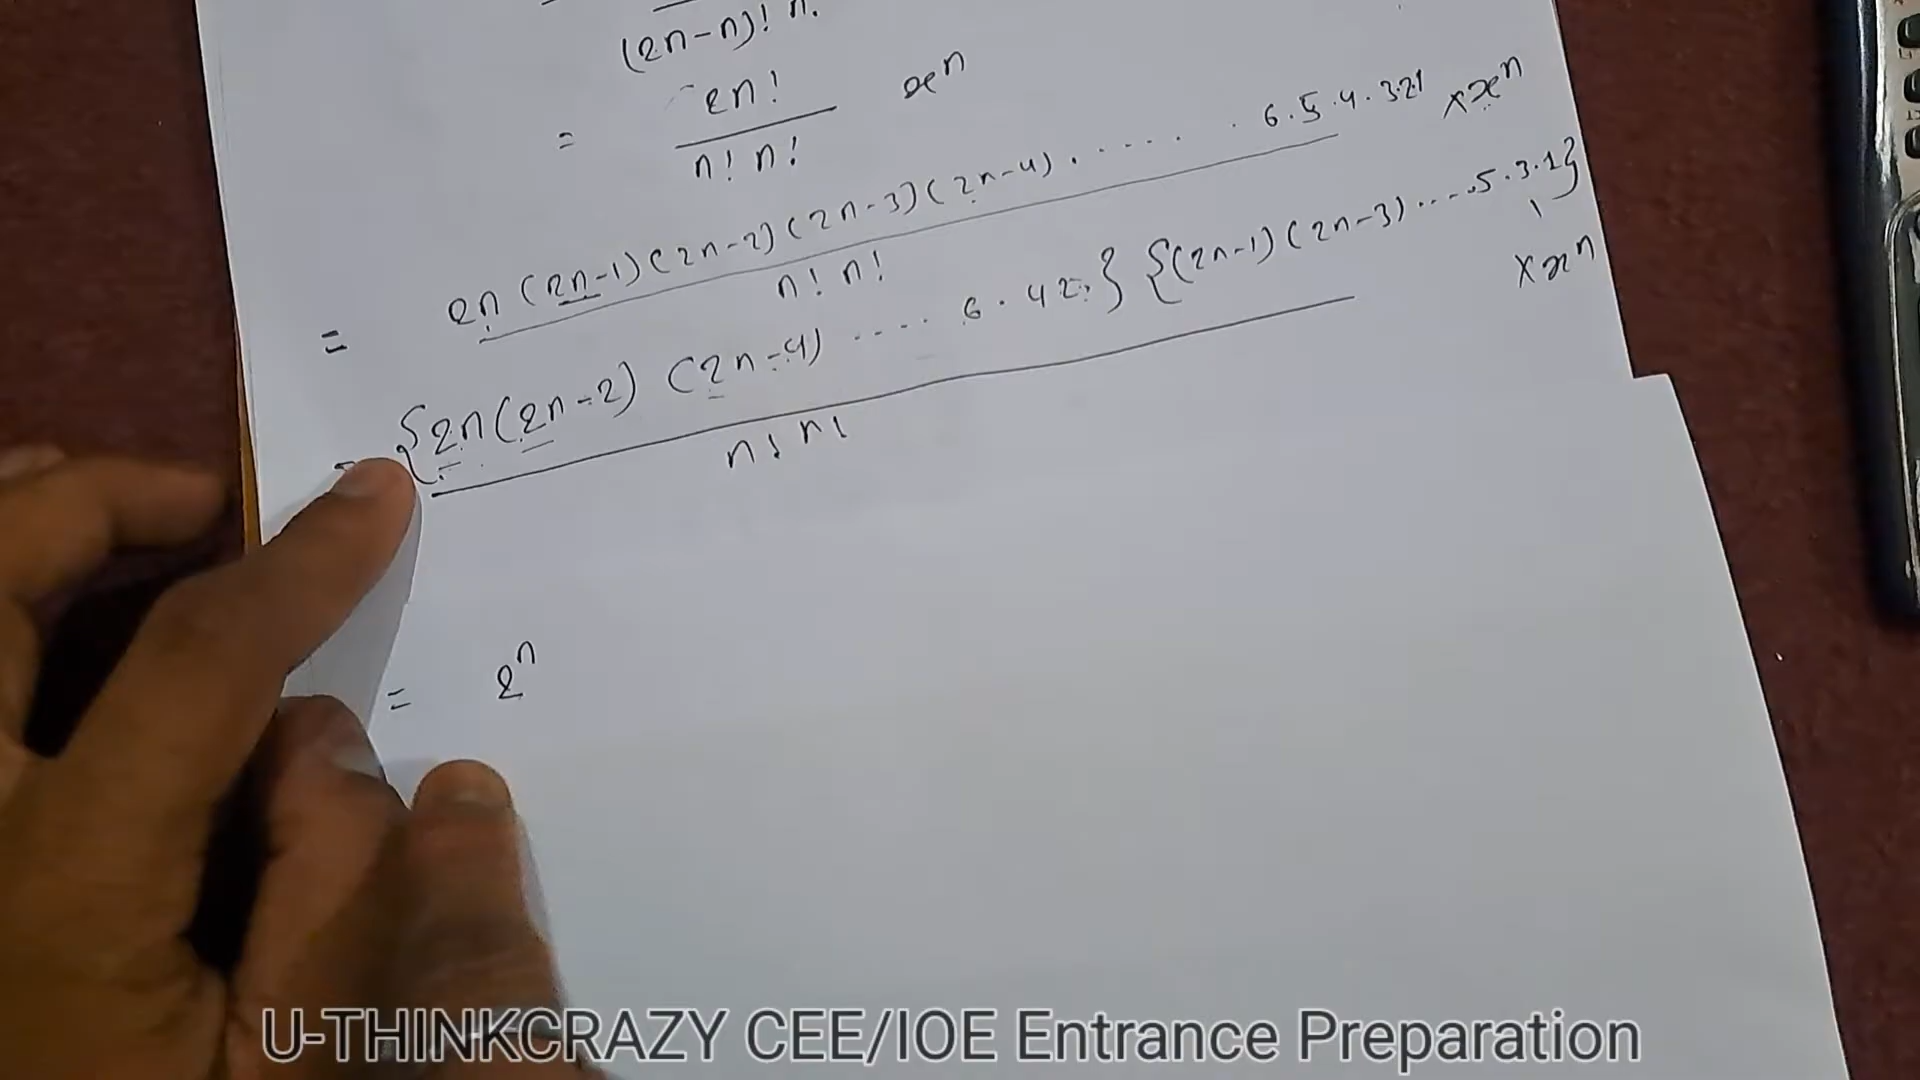 (2n-n)! n!
2n! x^n
=
n! n!
2n (2n-1) (2n-2) (2n-3) (2n-4) . . . . . . 6.5.4.3.2.1 × x^n
=
n! n!
= {2n (2n-2) (2n-4) .... 6.4 2.} {(2n-1) (2n-3) .... 5.3.1} × x^n
n! n!
= 2^n
U-THINKCRAZY CEE/IOE Entrance Preparation